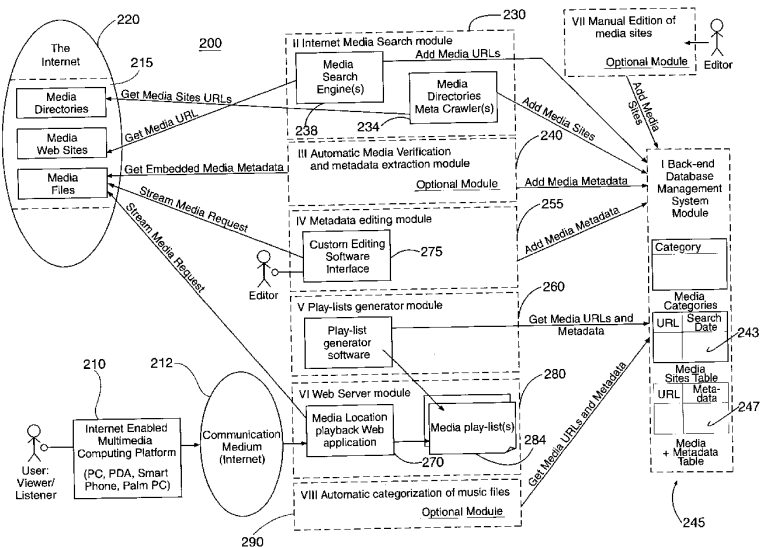 220
200
230
The
Internet
215
Media
Directories
Media
Web Sites
Media
Files
II Internet Media Search module
Media
Search
Engine(s)
Add Media URLs
Media
Directories
Meta Crawler(s)
238
234
Get Media Sites URLs
Get Media URL
Add Media Sites
VII Manual Edition of
media sites
Optional Module
Editor
Add Media
Sites
240
III Automatic Media Verification
and metadata extraction module
Optional Module
Get Embedded Media Metadata
Add Media Metadata
Stream Media Request
Stream Media Request
255
IV Metadata editing module
Custom Editing
Software
Interface
275
Editor
Add Media Metadata
I Back-end
Database
Management
System
Module
Category
Media
Categories
URL
Search
Date
243
Media
Sites Table
URL
Meta-
data
247
Media
+ Metadata
Table
245
260
V Play-lists generator module
Play-list
generator
software
Get Media URLs and
Metadata
280
VI Web Server module
Media Location
playback Web
application
270
Media play-list(s)
284
Get Media URLs and Metadata
210
212
Internet Enabled
Multimedia
Computing Platform
(PC, PDA, Smart
Phone, Palm PC)
Communication
Medium
(Internet)
User:
Viewer/
Listener
VIII Automatic categorization of music files
Optional Module
290